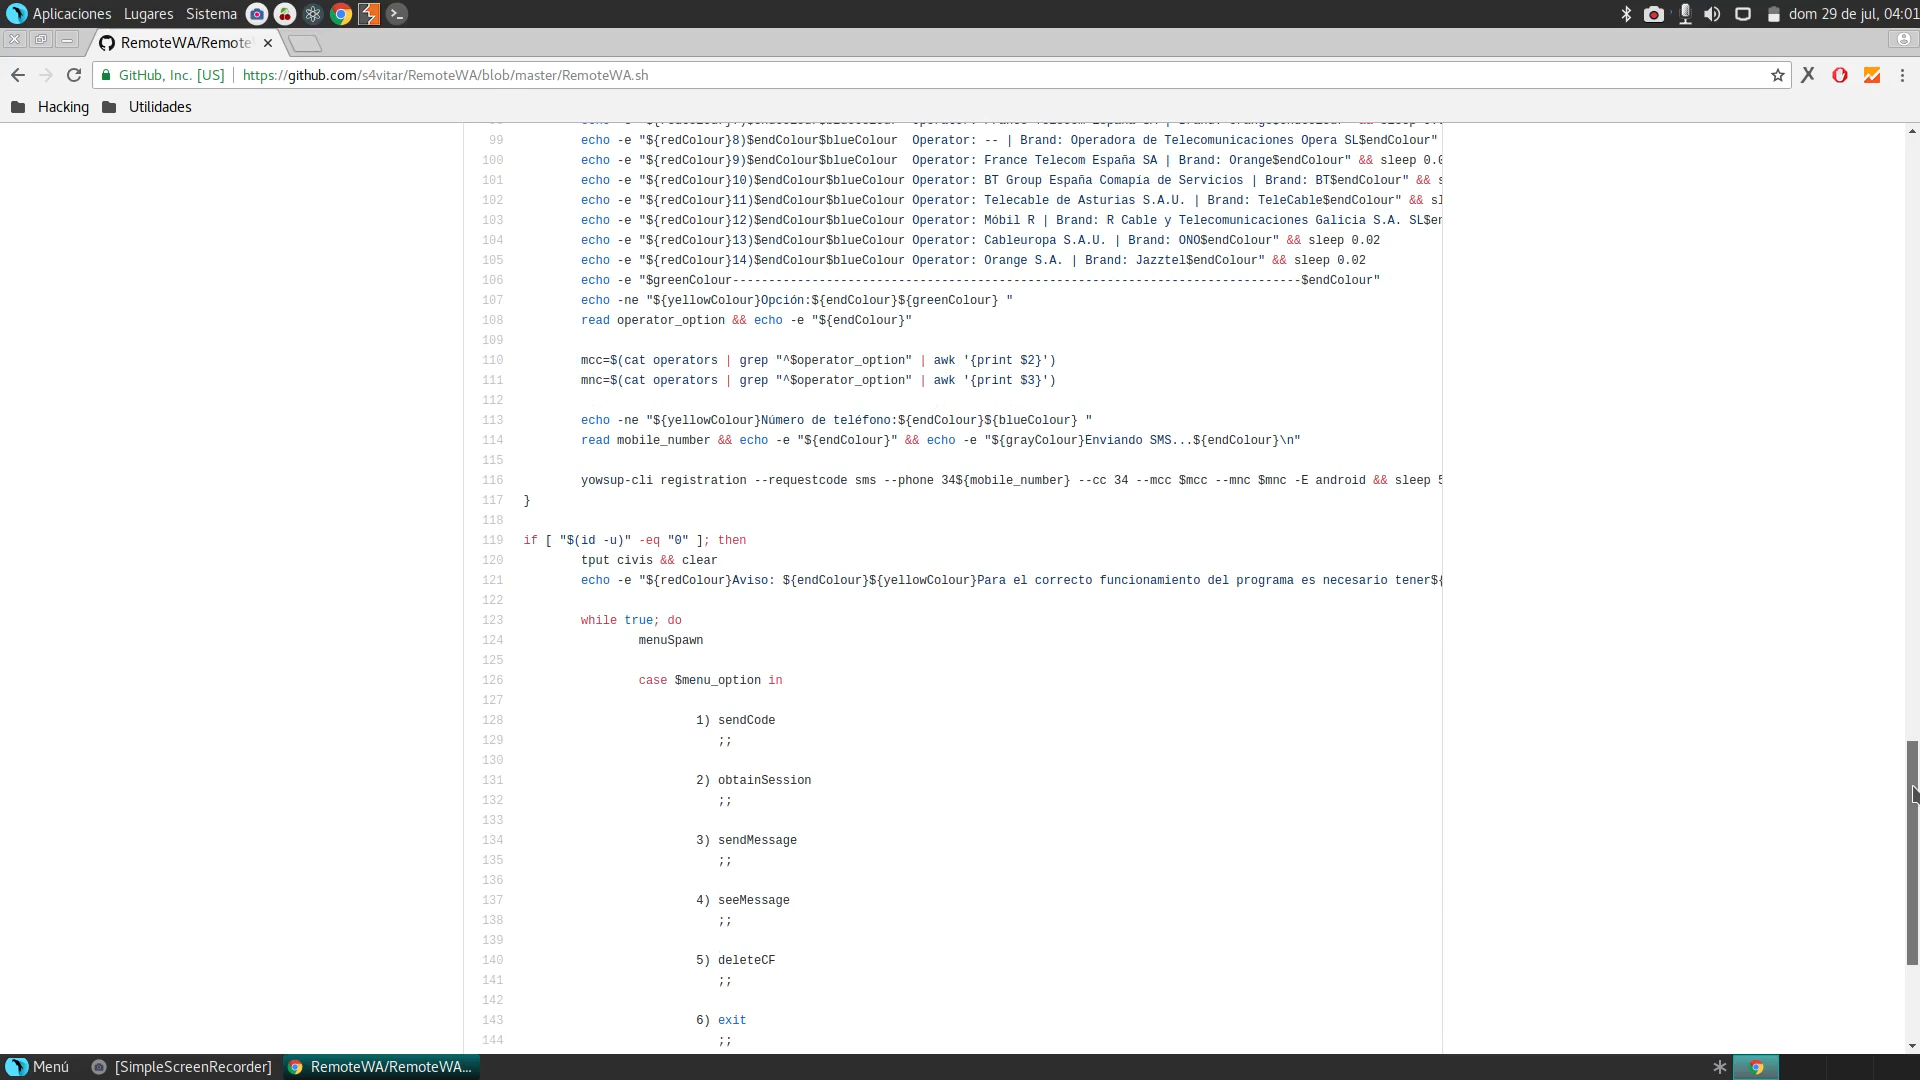 Aplicaciones Lugares Sistema dom 29 de jul, 04:01
RemoteWA/Remote
GitHub, Inc. [US] https://github.com/s4vitar/RemoteWA/blob/master/RemoteWA.sh
Hacking Utilidades
99 echo -e "${redColour}8)$endColour$blueColour  Operator: -- | Brand: Operadora de Telecomunicaciones Opera SL$endColour"
100 echo -e "${redColour}9)$endColour$blueColour  Operator: France Telecom España SA | Brand: Orange$endColour" && sleep 0.0
101 echo -e "${redColour}10)$endColour$blueColour Operator: BT Group España Comapía de Servicios | Brand: BT$endColour" && s
102 echo -e "${redColour}11)$endColour$blueColour Operator: Telecable de Asturias S.A.U. | Brand: TeleCable$endColour" && sl
103 echo -e "${redColour}12)$endColour$blueColour Operator: Móbil R | Brand: R Cable y Telecomunicaciones Galicia S.A. SL$en
104 echo -e "${redColour}13)$endColour$blueColour Operator: Cableuropa S.A.U. | Brand: ONO$endColour" && sleep 0.02
105 echo -e "${redColour}14)$endColour$blueColour Operator: Orange S.A. | Brand: Jazztel$endColour" && sleep 0.02
106 echo -e "$greenColour-------------------------------------------------------------------------------$endColour"
107 echo -ne "${yellowColour}Opción:${endColour}${greenColour} "
108 read operator_option && echo -e "${endColour}"
109
110 mcc=$(cat operators | grep "^$operator_option" | awk '{print $2}')
111 mnc=$(cat operators | grep "^$operator_option" | awk '{print $3}')
112
113 echo -ne "${yellowColour}Número de teléfono:${endColour}${blueColour} "
114 read mobile_number && echo -e "${endColour}" && echo -e "${grayColour}Enviando SMS...${endColour}\n"
115
116 yowsup-cli registration --requestcode sms --phone 34${mobile_number} --cc 34 --mcc $mcc --mnc $mnc -E android && sleep 5
117 }
118
119 if [ "$(id -u)" -eq "0" ]; then
120 tput civis && clear
121 echo -e "${redColour}Aviso: ${endColour}${yellowColour}Para el correcto funcionamiento del programa es necesario tener${
122
123 while true; do
124 menuSpawn
125
126 case $menu_option in
127
128 1) sendCode
129 ;;
130
131 2) obtainSession
132 ;;
133
134 3) sendMessage
135 ;;
136
137 4) seeMessage
138 ;;
139
140 5) deleteCF
141 ;;
142
143 6) exit
144 ;;
Menú [SimpleScreenRecorder] RemoteWA/RemoteWA...